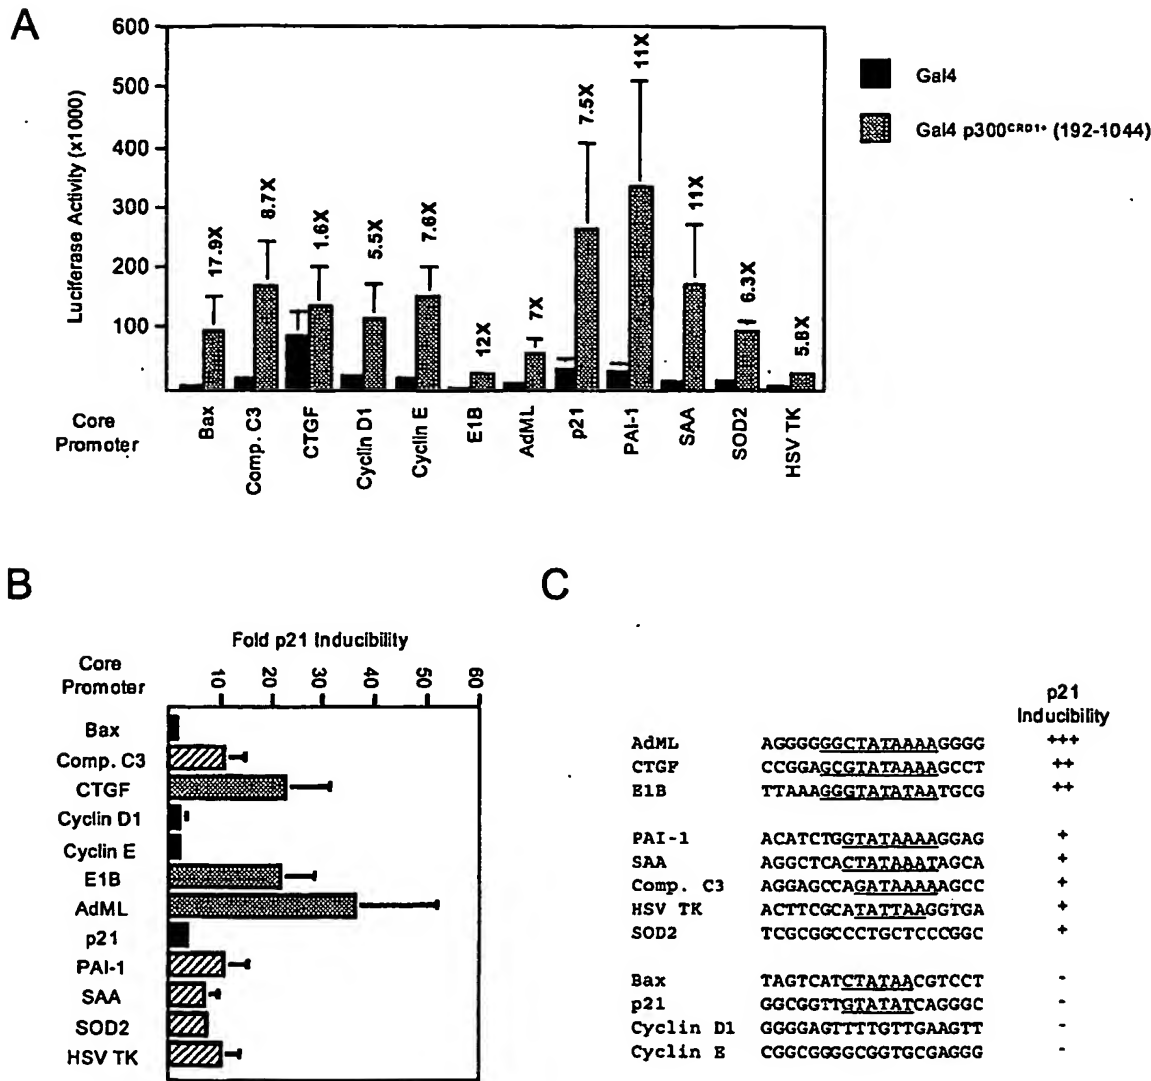 A
600
500
400
300
200
100
Luciferase Activity (x1000)
17.9X
8.7X
1.6X
5.5X
7.6X
12X
7X
7.5X
11X
11X
6.3X
5.8X
Gal4
Gal4 p300CRD1+ (192-1044)
Core
Promoter
Bax
Comp. C3
CTGF
Cyclin D1
Cyclin E
E1B
AdML
p21
PAI-1
SAA
SOD2
HSV TK
B
Fold p21 Inducibility
Core
Promoter
10
20
30
40
50
60
Bax
Comp. C3
CTGF
Cyclin D1
Cyclin E
E1B
AdML
p21
PAI-1
SAA
SOD2
HSV TK
C
p21
Inducibility
AdML AGGGGGGCTATAAAAGGGG +++
CTGF CCGGAGCGTATAAAAGCCT ++
E1B TTAAAGGGTATATAATGCG ++
PAI-1 ACATCTGGTATAAAAGGAG +
SAA AGGCTCACTATAAATAGCA +
Comp. C3 AGGAGCCAGATAAAAAGCC +
HSV TK ACTTCGCATATTAAGGTGA +
SOD2 TCGCGGCCCTGCTCCCGGC +
Bax TAGTCATCTATAACGTCCT -
p21 GGCGGTTGTATATCAGGGC -
Cyclin D1 GGGGAGTTTTGTTGAAGTT -
Cyclin E CGGCGGGGCGGTGCGAGGG -